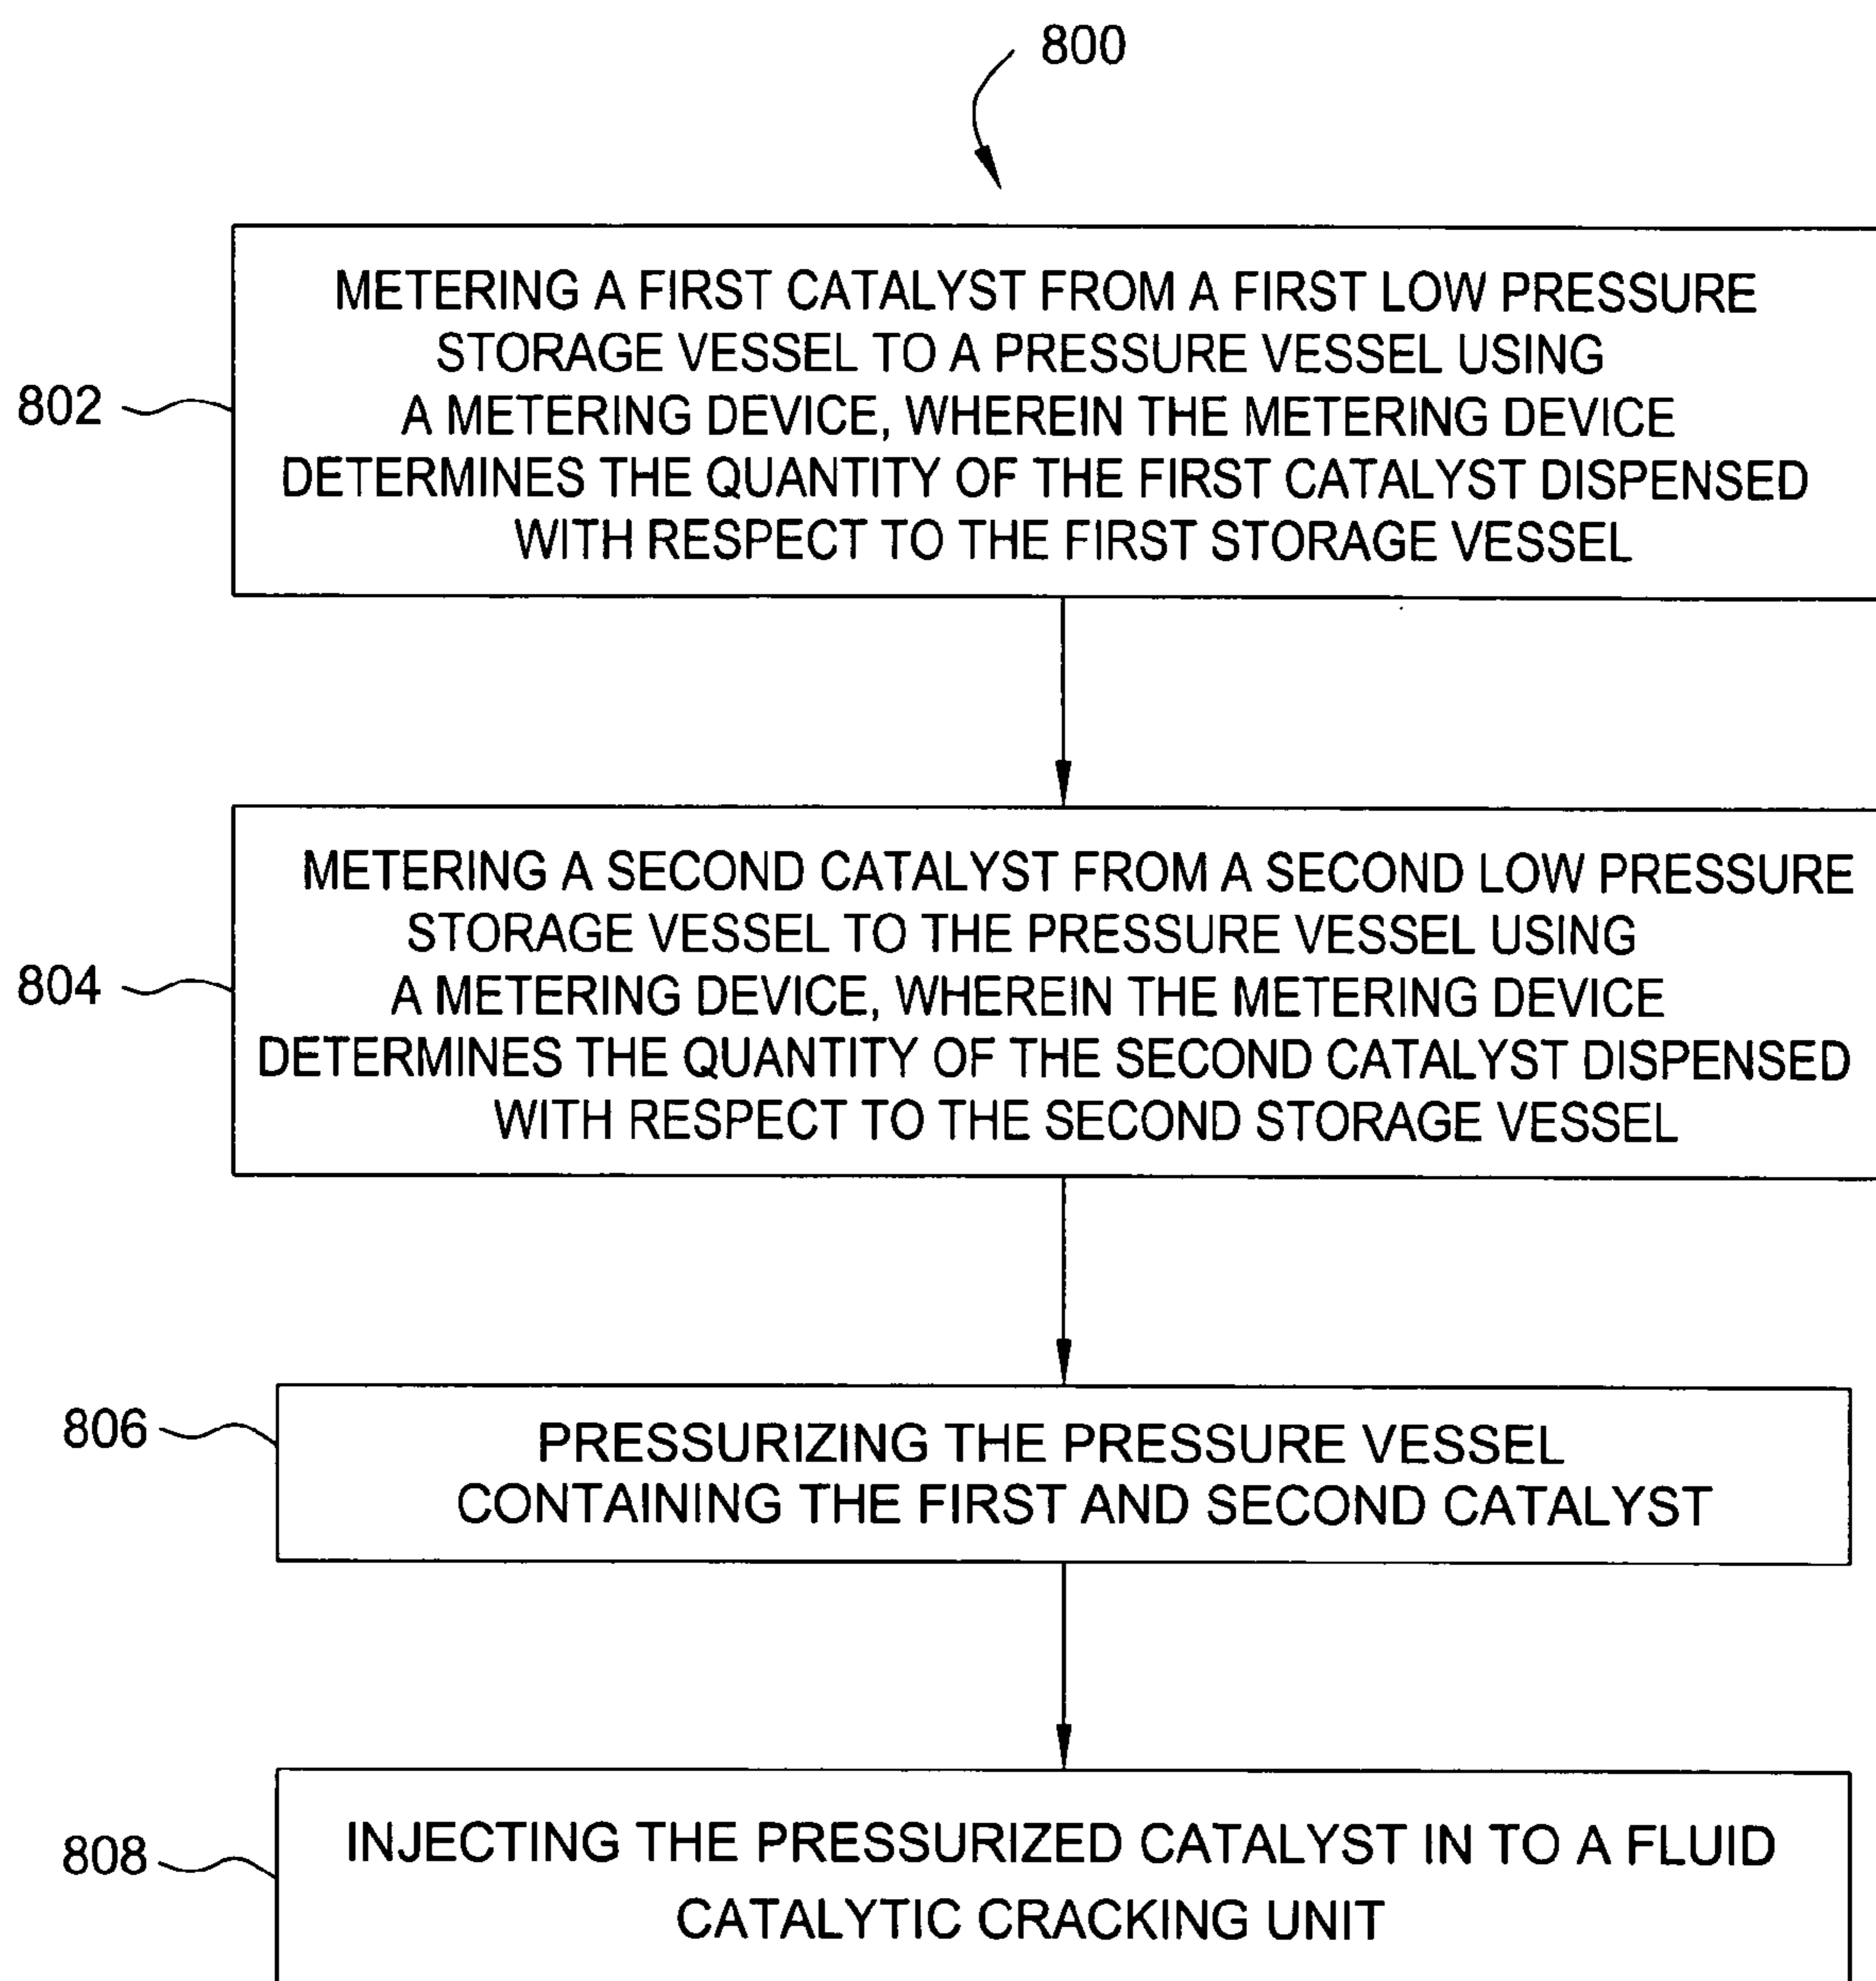 800
METERING A FIRST CATALYST FROM A FIRST LOW PRESSURE
STORAGE VESSEL TO A PRESSURE VESSEL USING
A METERING DEVICE, WHEREIN THE METERING DEVICE
DETERMINES THE QUANTITY OF THE FIRST CATALYST DISPENSED
WITH RESPECT TO THE FIRST STORAGE VESSEL
802
METERING A SECOND CATALYST FROM A SECOND LOW PRESSURE
STORAGE VESSEL TO THE PRESSURE VESSEL USING
A METERING DEVICE, WHEREIN THE METERING DEVICE
DETERMINES THE QUANTITY OF THE SECOND CATALYST DISPENSED
WITH RESPECT TO THE SECOND STORAGE VESSEL
804
PRESSURIZING THE PRESSURE VESSEL
CONTAINING THE FIRST AND SECOND CATALYST
806
INJECTING THE PRESSURIZED CATALYST IN TO A FLUID
CATALYTIC CRACKING UNIT
808